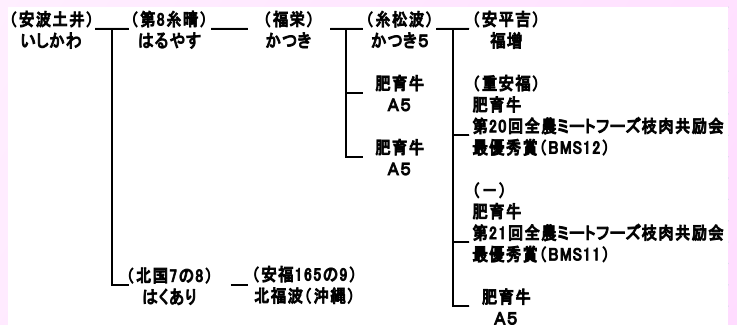 (安波土井)
いしかわ
(第8糸晴)
はるやす
(福栄)
かつき
(糸松波)
かつき5
(安平吉)
福増
肥育牛
A5
肥育牛
A5
(重安福)
肥育牛
第20回全農ミートフーズ枝肉共励会
最優秀賞(BMS12)
(－)
肥育牛
第21回全農ミートフーズ枝肉共励会
最優秀賞(BMS11)
肥育牛
A5
(北国7の8)
はくあり
(安福165の9)
北福波(沖縄)